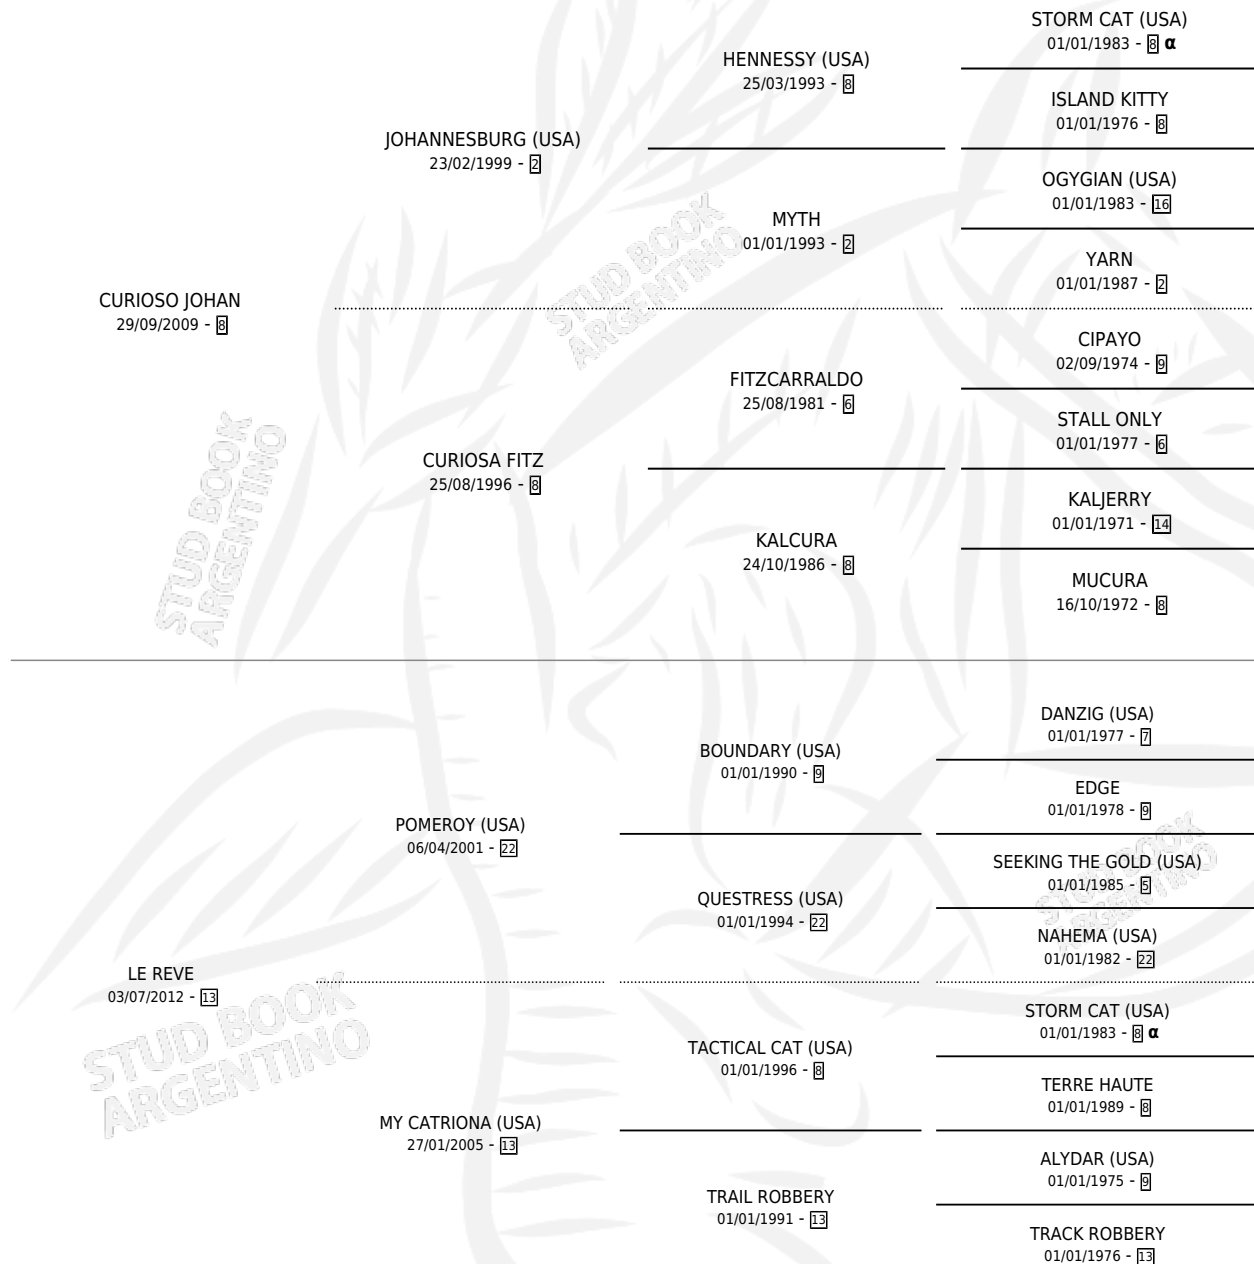 STORM CAT (USA)
01/01/1983 - 8 α
HENNESSY (USA)
25/03/1993 - 8
ISLAND KITTY
01/01/1976 - 8
JOHANNESBURG (USA)
23/02/1999 - 2
OGYGIAN (USA)
01/01/1983 - 16
MYTH
01/01/1993 - 2
YARN
01/01/1987 - 2
CURIOSO JOHAN
29/09/2009 - 8
CIPAYO
02/09/1974 - 9
FITZCARRALDO
25/08/1981 - 6
STALL ONLY
01/01/1977 - 6
CURIOSA FITZ
25/08/1996 - 8
KALJERRY
01/01/1971 - 14
KALCURA
24/10/1986 - 8
MUCURA
16/10/1972 - 8
DANZIG (USA)
01/01/1977 - 7
BOUNDARY (USA)
01/01/1990 - 9
EDGE
01/01/1978 - 9
POMEROY (USA)
06/04/2001 - 22
SEEKING THE GOLD (USA)
01/01/1985 - 5
QUESTRESS (USA)
01/01/1994 - 22
NAHEMA (USA)
01/01/1982 - 22
LE REVE
03/07/2012 - 13
STORM CAT (USA)
01/01/1983 - 8 α
TACTICAL CAT (USA)
01/01/1996 - 8
TERRE HAUTE
01/01/1989 - 8
MY CATRIONA (USA)
27/01/2005 - 13
ALYDAR (USA)
01/01/1975 - 9
TRAIL ROBBERY
01/01/1991 - 13
TRACK ROBBERY
01/01/1976 - 13
STUD BOOK
ARGENTINO
STUD BOOK
ARGENTINO
STUD BOOK
ARGENTINO
STUD BOOK
ARGENTINO